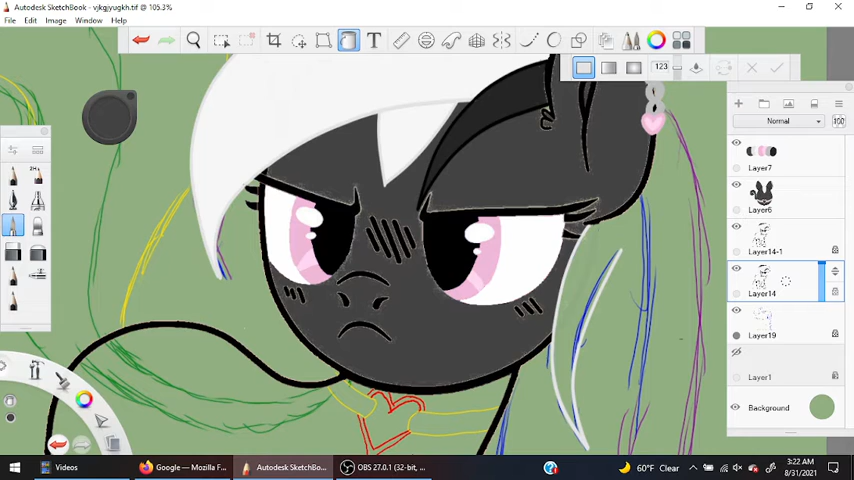 Autodesk SketchBook - vjkgjyugkh.tif @ 105.3%
File Edit Image Window Help
T
123
Normal
100
Layer7
Layer6
Layer14-1
Layer14
Layer19
Layer1
Background
2H
Videos
Google — Mozilla F...
Autodesk SketchBo...
OBS 27.0.1 (32-bit, ...
60°F Clear
3:22 AM
8/31/2021